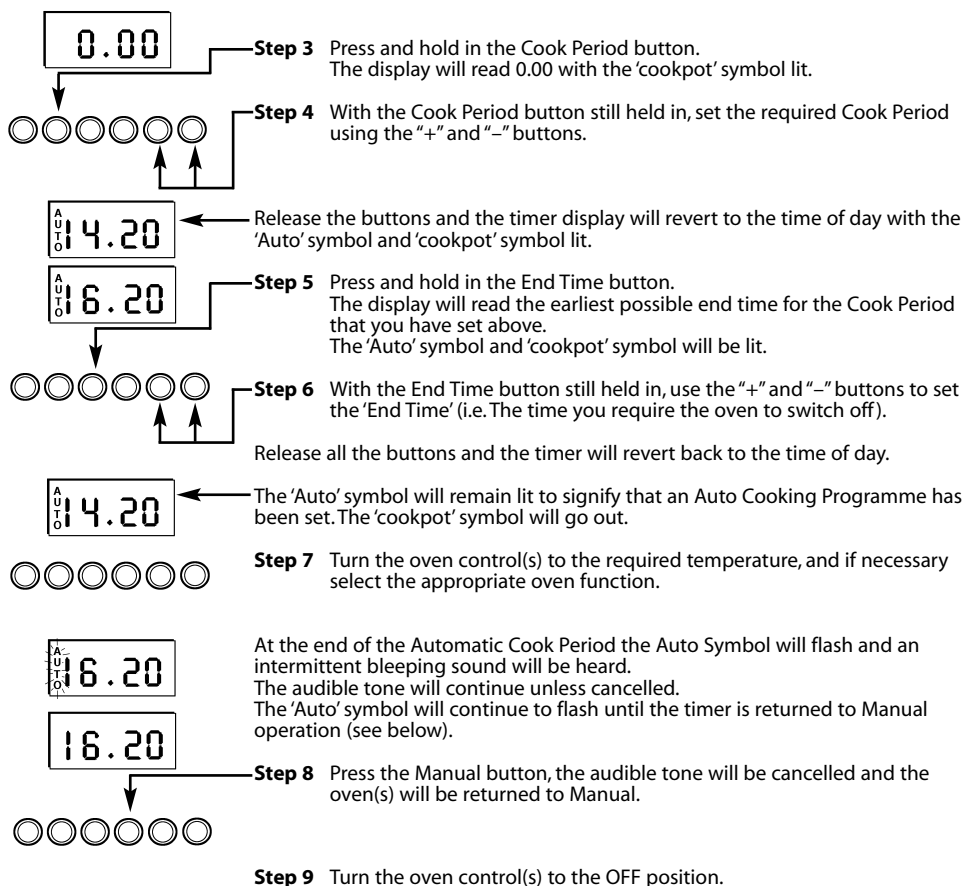 0.00
Step 3 Press and hold in the Cook Period button.
The display will read 0.00 with the ‘cookpot’ symbol lit.
Step 4 With the Cook Period button still held in, set the required Cook Period
using the “+” and “–” buttons.
AUTO 14.20
Release the buttons and the timer display will revert to the time of day with the
‘Auto’ symbol and ‘cookpot’ symbol lit.
AUTO 16.20
Step 5 Press and hold in the End Time button.
The display will read the earliest possible end time for the Cook Period
that you have set above.
The ‘Auto’ symbol and ‘cookpot’ symbol will be lit.
Step 6 With the End Time button still held in, use the “+” and “–” buttons to set
the ‘End Time’ (i.e. The time you require the oven to switch off).
Release all the buttons and the timer will revert back to the time of day.
AUTO 14.20
The ‘Auto’ symbol will remain lit to signify that an Auto Cooking Programme has
been set. The ‘cookpot’ symbol will go out.
Step 7 Turn the oven control(s) to the required temperature, and if necessary
select the appropriate oven function.
AUTO 16.20
At the end of the Automatic Cook Period the Auto Symbol will flash and an
intermittent bleeping sound will be heard.
The audible tone will continue unless cancelled.
The ‘Auto’ symbol will continue to flash until the timer is returned to Manual
operation (see below).
16.20
Step 8 Press the Manual button, the audible tone will be cancelled and the
oven(s) will be returned to Manual.
Step 9 Turn the oven control(s) to the OFF position.